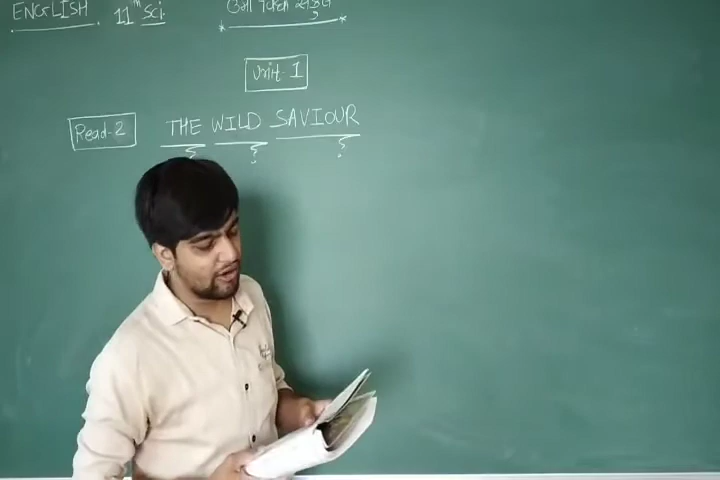 ENGLISH 11th Sci.
Unit-1
Read-2 THE WILD SAVIOUR
? ? ?